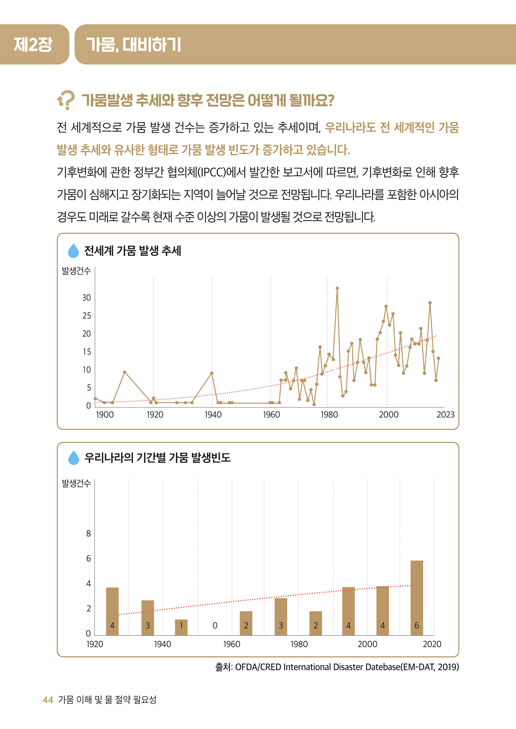 제2장
가뭄, 대비하기
가뭄발생 추세와 향후 전망은 어떻게 될까요?
전 세계적으로 가뭄 발생 건수는 증가하고 있는 추세이며, 우리나라도 전 세계적인 가뭄
발생 추세와 유사한 형태로 가뭄 발생 빈도가 증가하고 있습니다.
기후변화에 관한 정부간 협의체(IPCC)에서 발간한 보고서에 따르면, 기후변화로 인해 향후
가뭄이 심해지고 장기화되는 지역이 늘어날 것으로 전망됩니다. 우리나라를 포함한 아시아의
경우도 미래로 갈수록 현재 수준 이상의 가뭄이 발생될 것으로 전망됩니다.
전세계 가뭄 발생 추세
발생건수
30
25
20
15
10
5
0
1900 1920 1940 1960 1980 2000 2023
우리나라의 기간별 가뭄 발생빈도
발생건수
8
6
4
2
0
4 3 1 0 2 3 2 4 4 6
1920 1940 1960 1980 2000 2020
출처: OFDA/CRED International Disaster Datebase(EM-DAT, 2019)
44 가뭄 이해 및 물 절약 필요성